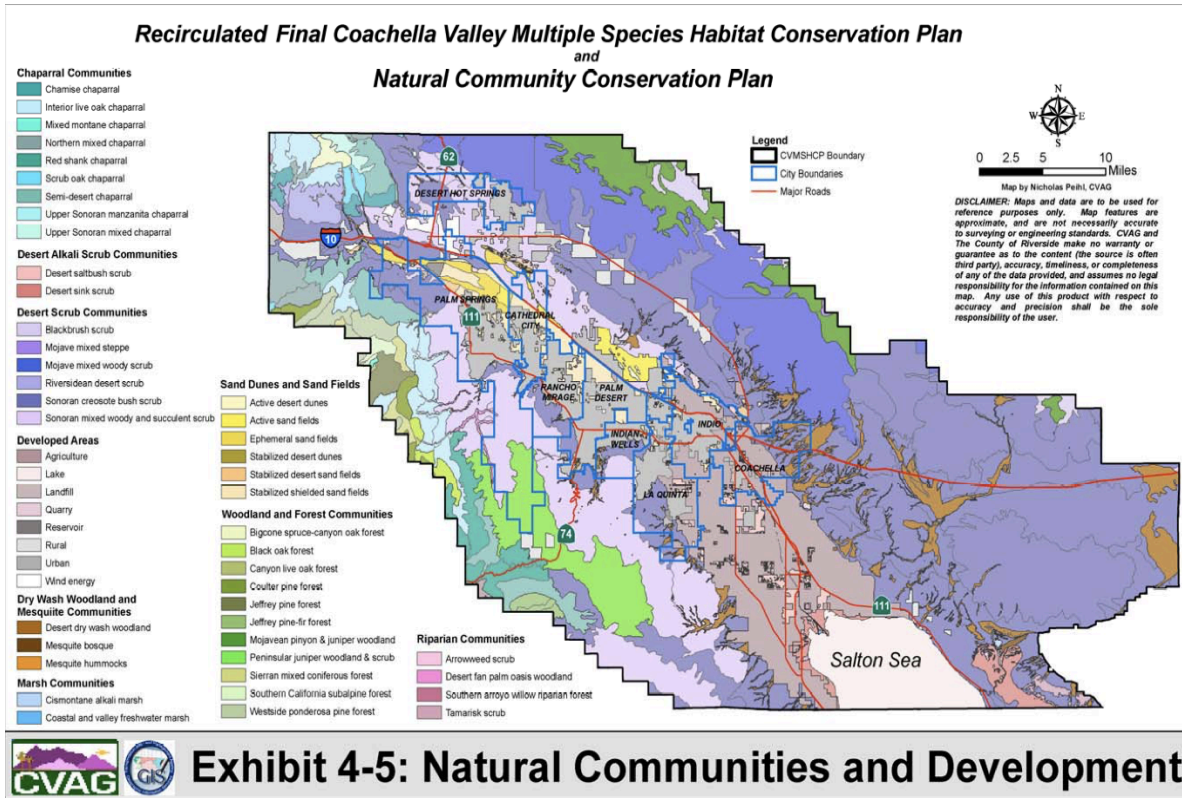 Recirculated Final Coachella Valley Multiple Species Habitat Conservation Plan
and
Natural Community Conservation Plan
Chaparral Communities
Chamise chaparral
Interior live oak chaparral
Mixed montane chaparral
Northern mixed chaparral
Red shank chaparral
Scrub oak chaparral
Semi-desert chaparral
Upper Sonoran manzanita chaparral
Upper Sonoran mixed chaparral
Desert Alkali Scrub Communities
Desert saltbush scrub
Desert sink scrub
Desert Scrub Communities
Blackbrush scrub
Mojave mixed steppe
Mojave mixed woody scrub
Riversidean desert scrub
Sonoran creosote bush scrub
Sonoran mixed woody and succulent scrub
Developed Areas
Agriculture
Lake
Landfill
Quarry
Reservoir
Rural
Urban
Wind energy
Dry Wash Woodland and
Mesquiite Communities
Desert dry wash woodland
Mesquite bosque
Mesquite hummocks
Marsh Communities
Cismontane alkali marsh
Coastal and valley freshwater marsh
Sand Dunes and Sand Fields
Active desert dunes
Active sand fields
Ephemeral sand fields
Stabilized desert dunes
Stabilized desert sand fields
Stabilized shielded sand fields
Woodland and Forest Communities
Bigcone spruce-canyon oak forest
Black oak forest
Canyon live oak forest
Coulter pine forest
Jeffrey pine forest
Jeffrey pine-fir forest
Mojavean pinyon & juniper woodland
Peninsular juniper woodland & scrub
Sierran mixed coniferous forest
Southern California subalpine forest
Westside ponderosa pine forest
Riparian Communities
Arrowweed scrub
Desert fan palm oasis woodland
Southern arroyo willow riparian forest
Tamarisk scrub
Legend
CVMSHCP Boundary
City Boundaries
Major Roads
N
W E
S
0 2.5 5 10
Miles
Map by Nicholas Peihl, CVAG
DISCLAIMER: Maps and data are to be used for
reference purposes only. Map features are
approximate, and are not necessarily accurate
to surveying or engineering standards. CVAG and
The County of Riverside make no warranty or
guarantee as to the content (the source is often
third party), accuracy, timeliness, or completeness
of any of the data provided, and assumes no legal
responsibility for the information contained on this
map. Any use of this product with respect to
accuracy and precision shall be the sole
responsibility of the user.
62
DESERT HOT SPRINGS
10
PALM SPRINGS
111
CATHEDRAL
CITY
RANCHO
MIRAGE
PALM
DESERT
INDIAN
WELLS
INDIO
COACHELLA
LA QUINTA
74
111
Salton Sea
CVAG
GIS
Exhibit 4-5: Natural Communities and Development